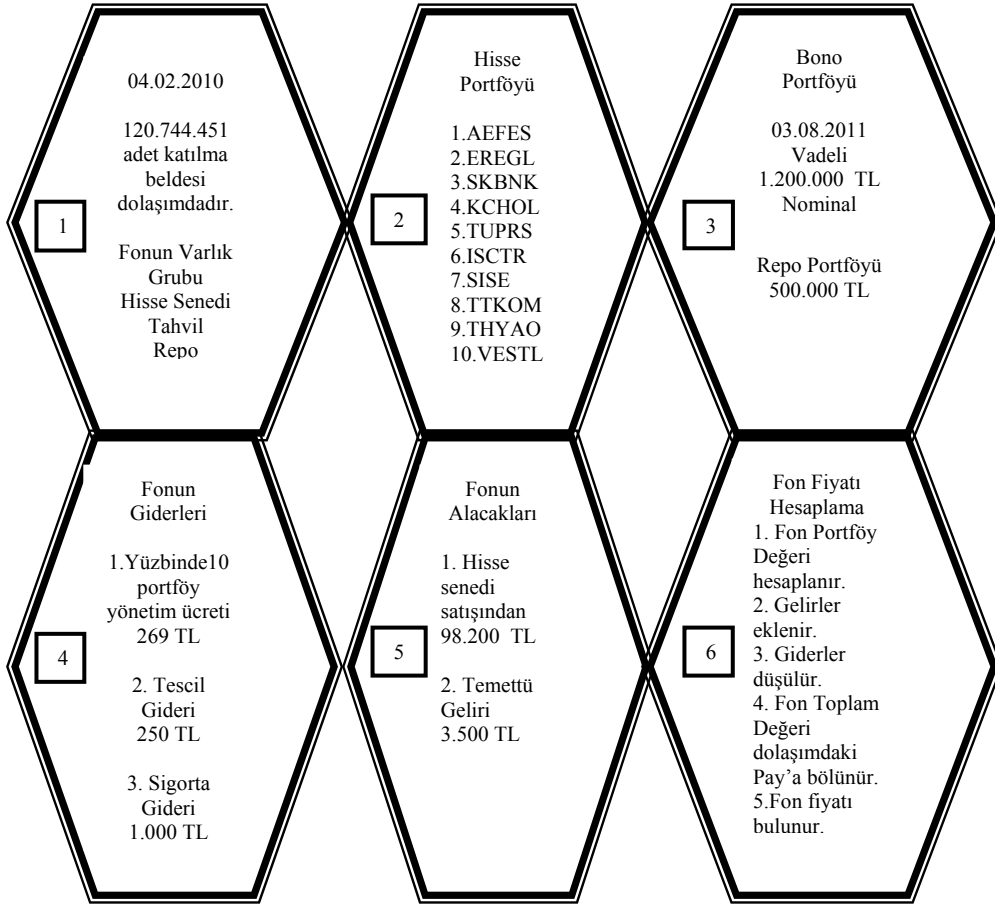 04.02.2010
120.744.451
adet katılma
beldesi
dolaşımdadır.
Fonun Varlık
Grubu
Hisse Senedi
Tahvil
Repo
1
Hisse
Portföyü
1.AEFES
2.EREGL
3.SKBNK
4.KCHOL
5.TUPRS
6.ISCTR
7.SISE
8.TTKOM
9.THYAO
10.VESTL
2
Bono
Portföyü
03.08.2011
Vadeli
1.200.000 TL
Nominal
Repo Portföyü
500.000 TL
3
Fonun
Giderleri
1.Yüzbinde10
portföy
yönetim ücreti
269 TL
2. Tescil
Gideri
250 TL
3. Sigorta
Gideri
1.000 TL
4
Fonun
Alacakları
1. Hisse
senedi
satışından
98.200 TL
2. Temettü
Geliri
3.500 TL
5
Fon Fiyatı
Hesaplama
1. Fon Portföy
Değeri
hesaplanır.
2. Gelirler
eklenir.
3. Giderler
düşülür.
4. Fon Toplam
Değeri
dolaşımdaki
Pay’a bölünür.
5.Fon fiyatı
bulunur.
6